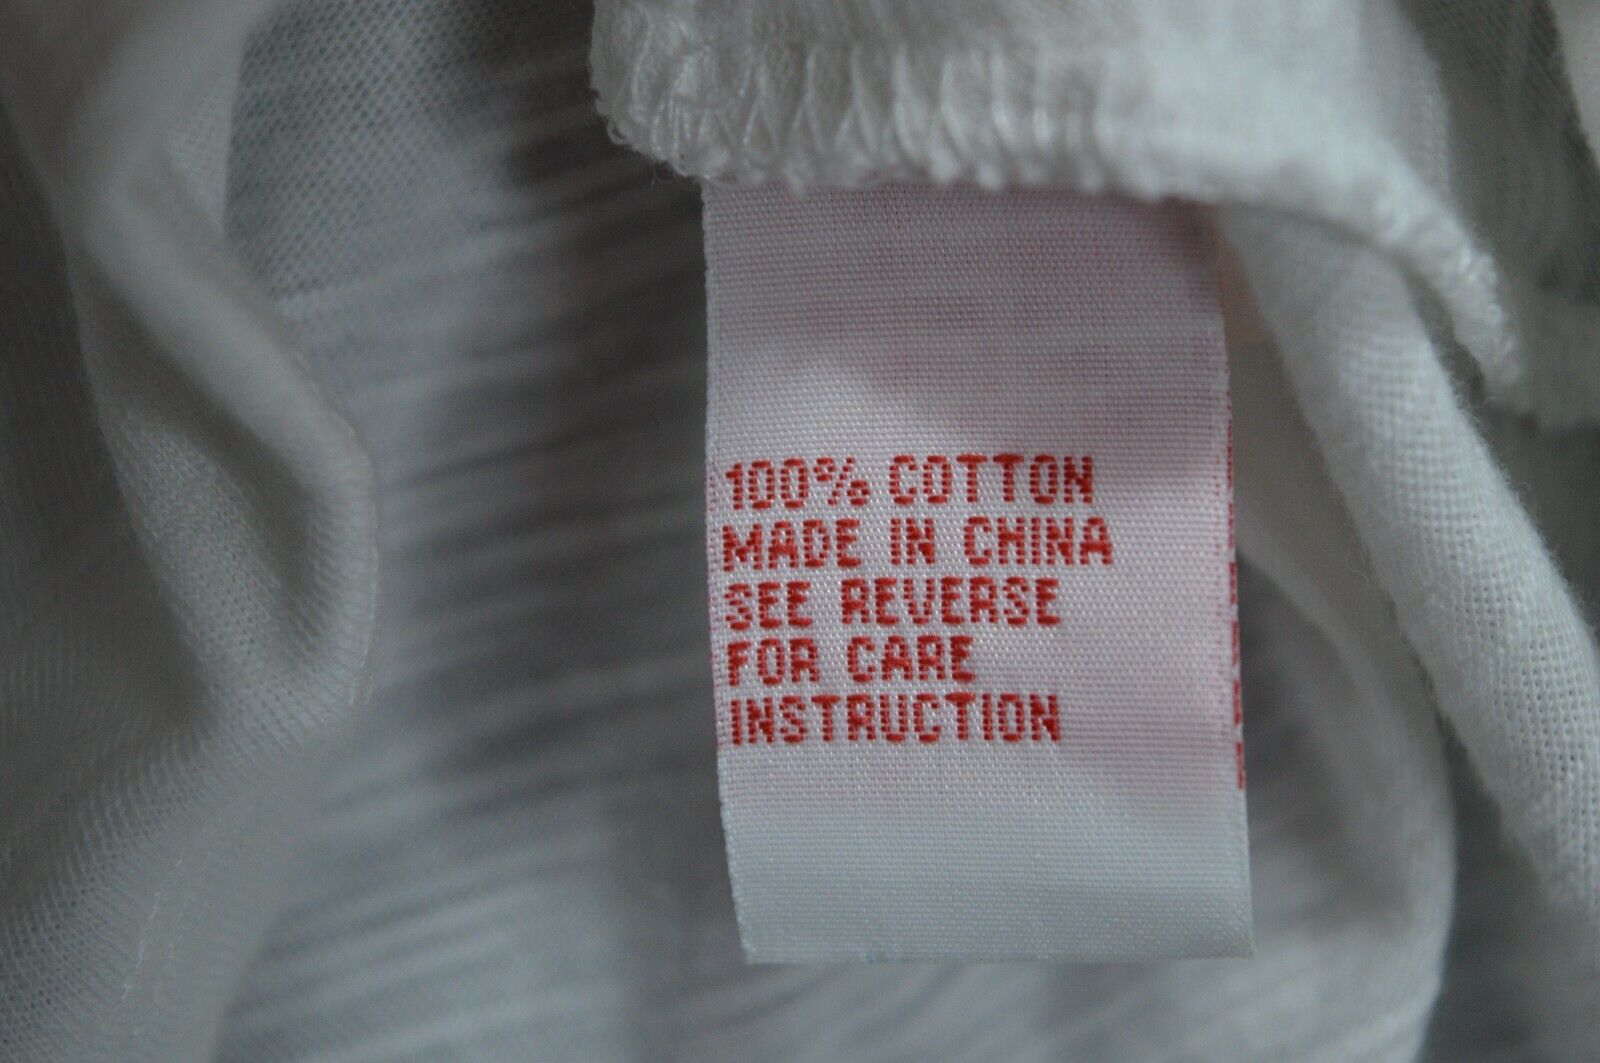 100% COTTON
MADE IN CHINA
SEE REVERSE
FOR CARE
INSTRUCTION